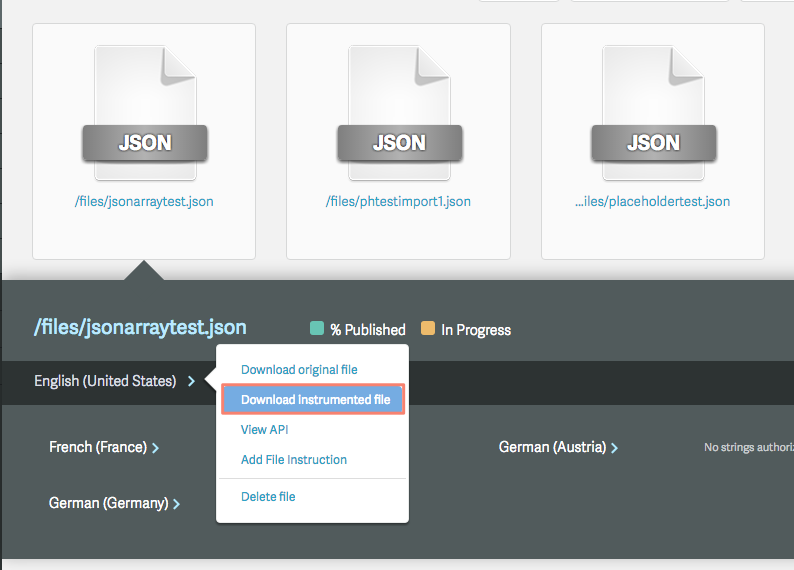 JSON
JSON
JSON
/files/jsonarraytest.json
/files/phtestimport1.json
...iles/placeholdertest.json
/files/jsonarraytest.json
% Published
In Progress
English (United States)
Download original file
Download Instrumented file
View API
Add File Instruction
Delete file
French (France)
German (Austria)
No strings authori
German (Germany)